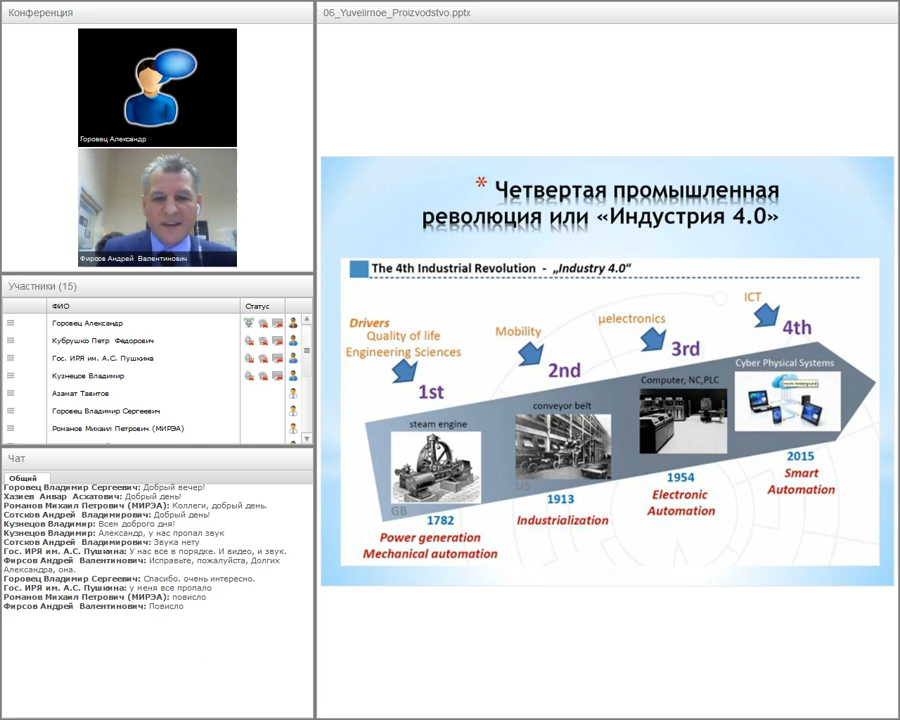 Конференция
Горовец Александр
Фирсов Андрей Валентинович
Участники (15)
ФИО
Статус
Горовец Александр
Кубрушко Петр Федорович
Гос. ИРЯ им. А.С. Пушкина
Кузнецов Владимир
Азамат Тавитов
Горовец Владимир Сергеевич
Романов Михаил Петрович (МИРЭА)
Чат
Общий
Горовец Владимир Сергеевич: Добрый вечер!
Хазиев Анвар Асхатович: Добрый день!
Романов Михаил Петрович (МИРЭА): Коллеги, добрый день.
Сотсков Андрей Владимирович: Добрый день!
Кузнецов Владимир: Всем доброго дня!
Кузнецов Владимир: Александр, у нас пропал звук
Сотсков Андрей Владимирович: Звука нету
Гос. ИРЯ им. А.С. Пушкина: У нас все в порядке. И видео, и звук.
Фирсов Андрей Валентинович: Исправьте, пожалуйста, Долгих
Александра, она.
Горовец Владимир Сергеевич: Спасибо. очень интересно.
Гос. ИРЯ им. А.С. Пушкина: у меня все пропало
Романов Михаил Петрович (МИРЭА): повисло
Фирсов Андрей Валентинович: Повисло
06_Yuvelirnoe_Proizvodstvo.pptx
* Четвертая промышленная
революция или «Индустрия 4.0»
The 4th Industrial Revolution - „Industry 4.0“
Drivers
Quality of life
Engineering Sciences
1st
steam engine
GB
1782
Power generation
Mechanical automation
Mobility
2nd
conveyor belt
US
1913
Industrialization
µelectronics
3rd
Computer, NC,PLC
1954
Electronic
Automation
ICT
4th
Cyber Physical Systems
2015
Smart
Automation